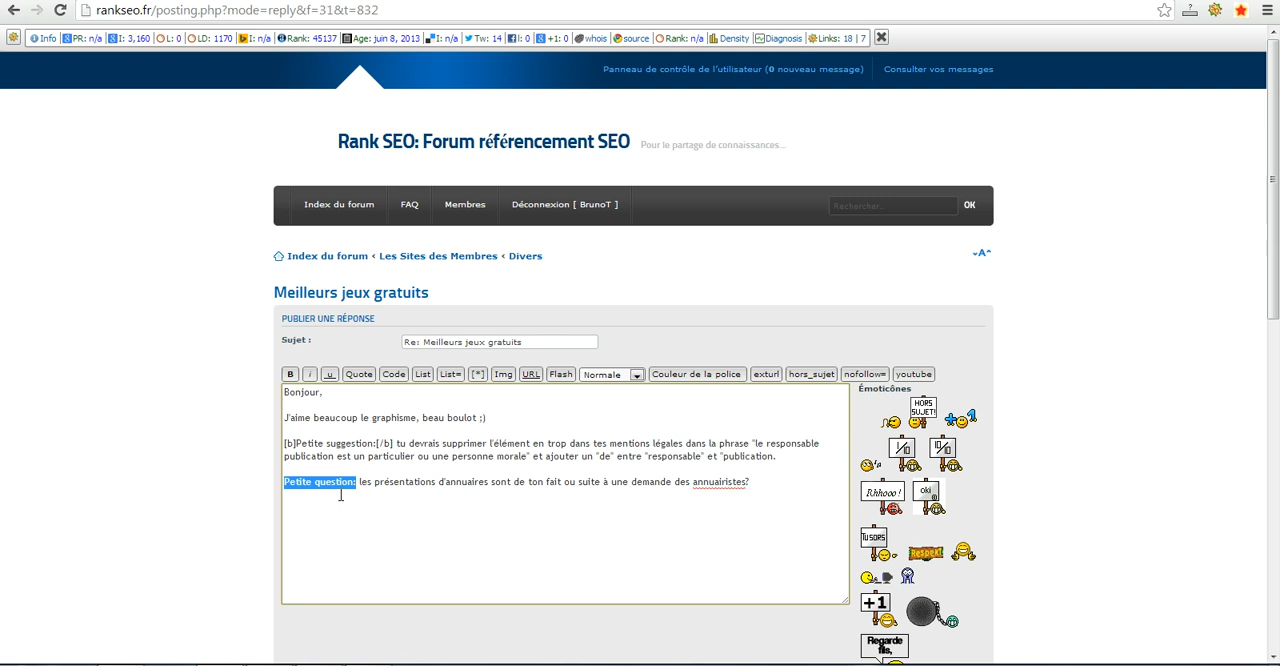 rankseo.fr/posting.php?mode=reply&f=31&t=832
Info PR: n/a I: 3,160 L: 0 LD: 1170 I: n/a Rank: 45137 Age: juin 8, 2013 I: n/a Tw: 14 I: 0 +1: 0 whois source Rank: n/a Density Diagnosis Links: 18 | 7
Panneau de contrôle de l'utilisateur (0 nouveau message) Consulter vos messages
Rank SEO: Forum référencement SEO Pour le partage de connaissances...
Index du forum FAQ Membres Déconnexion [ BrunoT ] Rechercher... OK
Index du forum ‹ Les Sites des Membres ‹ Divers
Meilleurs jeux gratuits
PUBLIER UNE RÉPONSE
Sujet : Re: Meilleurs jeux gratuits
B i u Quote Code List List= [*] Img URL Flash Normale Couleur de la police exturl hors_sujet nofollow= youtube
Bonjour,
J'aime beaucoup le graphisme, beau boulot ;)
[b]Petite suggestion:[/b] tu devrais supprimer l'élément en trop dans tes mentions légales dans la phrase "le responsable
publication est un particulier ou une personne morale" et ajouter un "de" entre "responsable" et "publication.
Petite question: les présentations d'annuaires sont de ton fait ou suite à une demande des annuairistes?
Émoticônes
HORS
SUJET!
+1
1/10
10/10
Rhhooo !
oki
TU SORS
RESPEKT
+1
Regarde
fils,